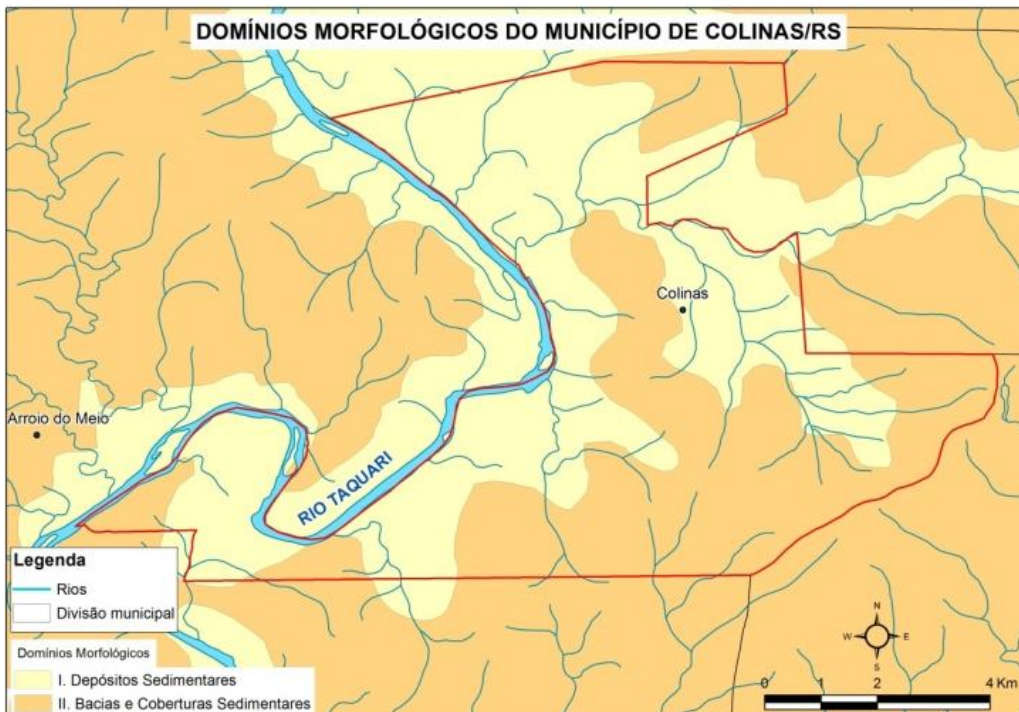 DOMÍNIOS MORFOLÓGICOS DO MUNICÍPIO DE COLINAS/RS
Colinas
Arroio do Meio
RIO TAQUARI
Legenda
Rios
Divisão municipal
Domínios Morfológicos
I. Depósitos Sedimentares
II. Bacias e Coberturas Sedimentares
N
W E
S
0 1 2 4 Km